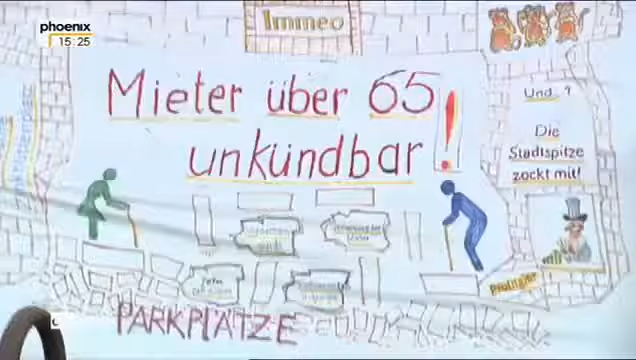 phoenix
15:25
Immeo
Mieter über 65
unkündbar!
Und ?
Die
Stadtspitze
zockt mit!
PARKPLÄTZE